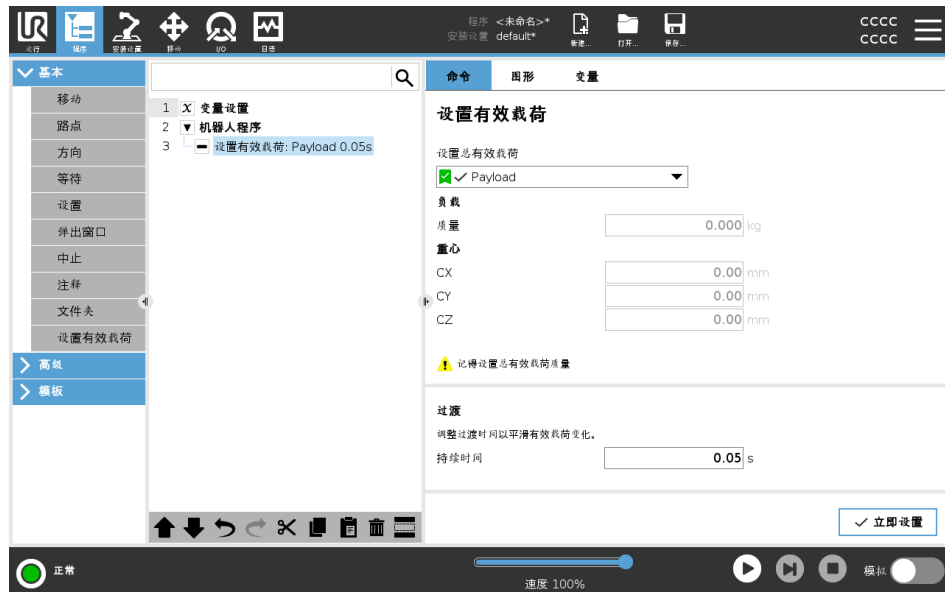 程序 <未命名>*
安装设置 default*
cccc
cccc
运行 程序 安装设置 移动 I/O 日志 新建... 打开... 保存...
基本
移动
路点
方向
等待
设置
弹出窗口
中止
注释
文件夹
设置有效载荷
高级
模板
1 X 变量设置
2 机器人程序
3 设置有效载荷: Payload 0.05s
命令 图形 变量
设置有效载荷
设置总有效载荷
Payload
负载
质量 0.000 kg
重心
CX 0.00 mm
CY 0.00 mm
CZ 0.00 mm
记得设置总有效载荷质量
过渡
调整过渡时间以平滑有效载荷变化。
持续时间 0.05 s
立即设置
正常
速度 100%
模拟